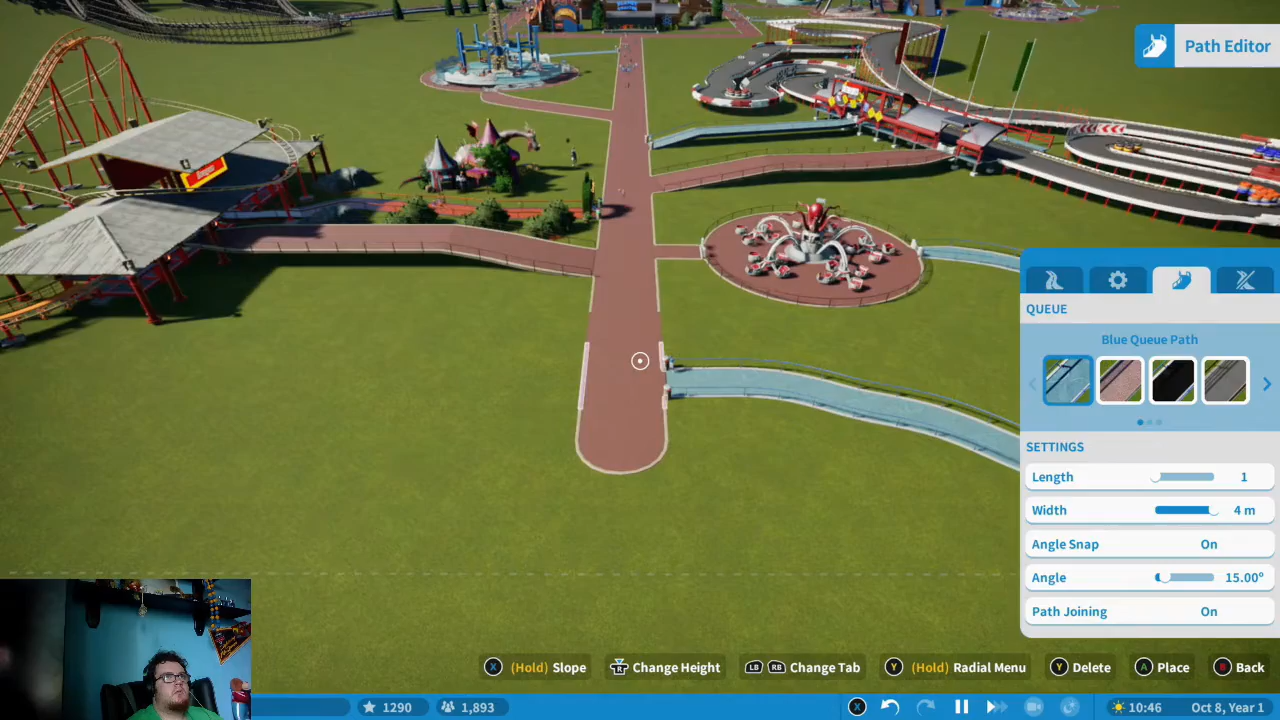 Path Editor
QUEUE
Blue Queue Path
SETTINGS
Length 1
Width 4 m
Angle Snap On
Angle 15.00°
Path Joining On
X (Hold) Slope
R Change Height
LB RB Change Tab
Y (Hold) Radial Menu
Y Delete
A Place
B Back
1290
1,893
X
10:46 Oct 8, Year 1